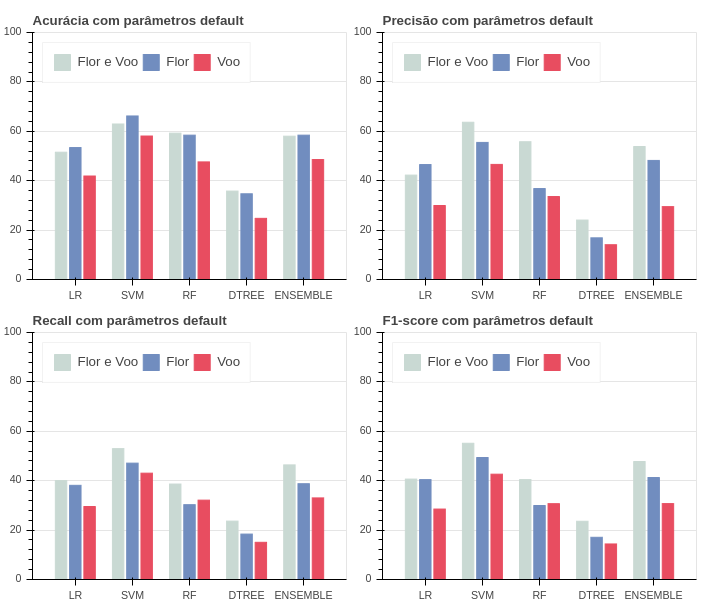 Acurácia com parâmetros default
100
80
60
40
20
0
Flor e Voo Flor Voo
LR SVM RF DTREE ENSEMBLE
Precisão com parâmetros default
100
80
60
40
20
0
Flor e Voo Flor Voo
LR SVM RF DTREE ENSEMBLE
Recall com parâmetros default
100
80
60
40
20
0
Flor e Voo Flor Voo
LR SVM RF DTREE ENSEMBLE
F1-score com parâmetros default
100
80
60
40
20
0
Flor e Voo Flor Voo
LR SVM RF DTREE ENSEMBLE